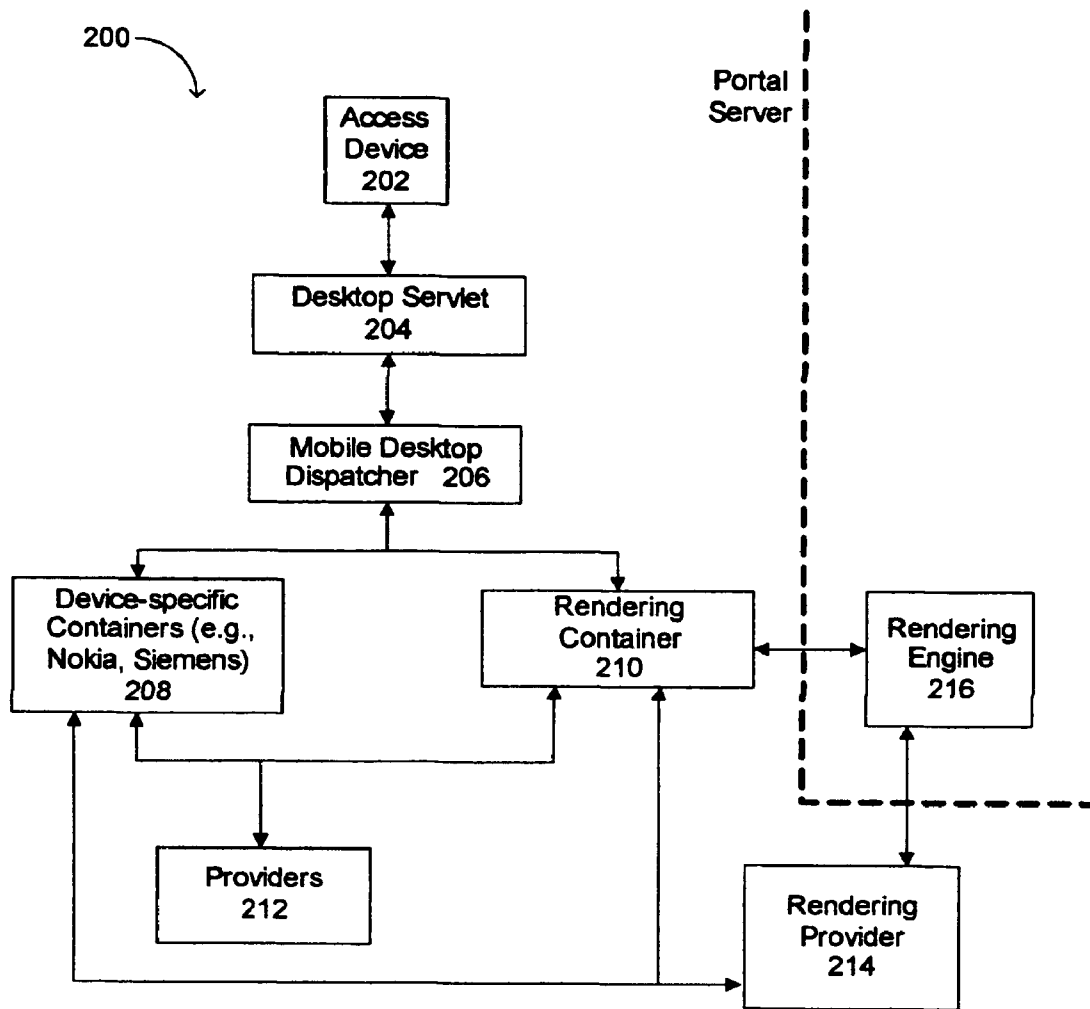 200
Portal
Server
Access
Device
202
Desktop Servlet
204
Mobile Desktop
Dispatcher 206
Device-specific
Containers (e.g.,
Nokia, Siemens)
208
Rendering
Container
210
Rendering
Engine
216
Providers
212
Rendering
Provider
214